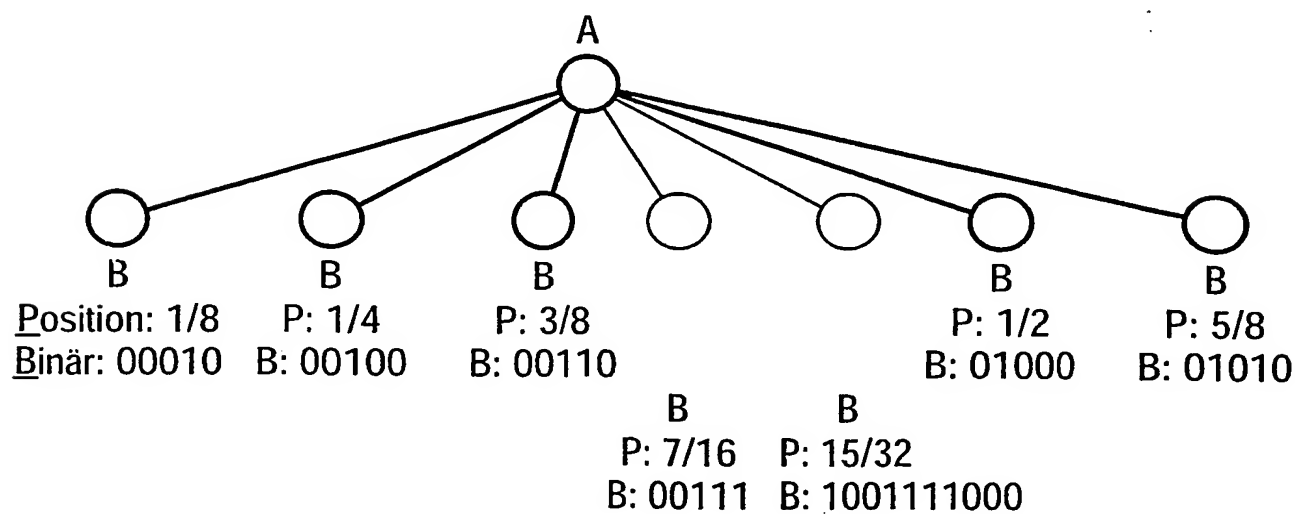 A
B B B B B
Position: 1/8 P: 1/4 P: 3/8 P: 1/2 P: 5/8
Binär: 00010 B: 00100 B: 00110 B: 01000 B: 01010
B B
P: 7/16 P: 15/32
B: 00111 B: 1001111000